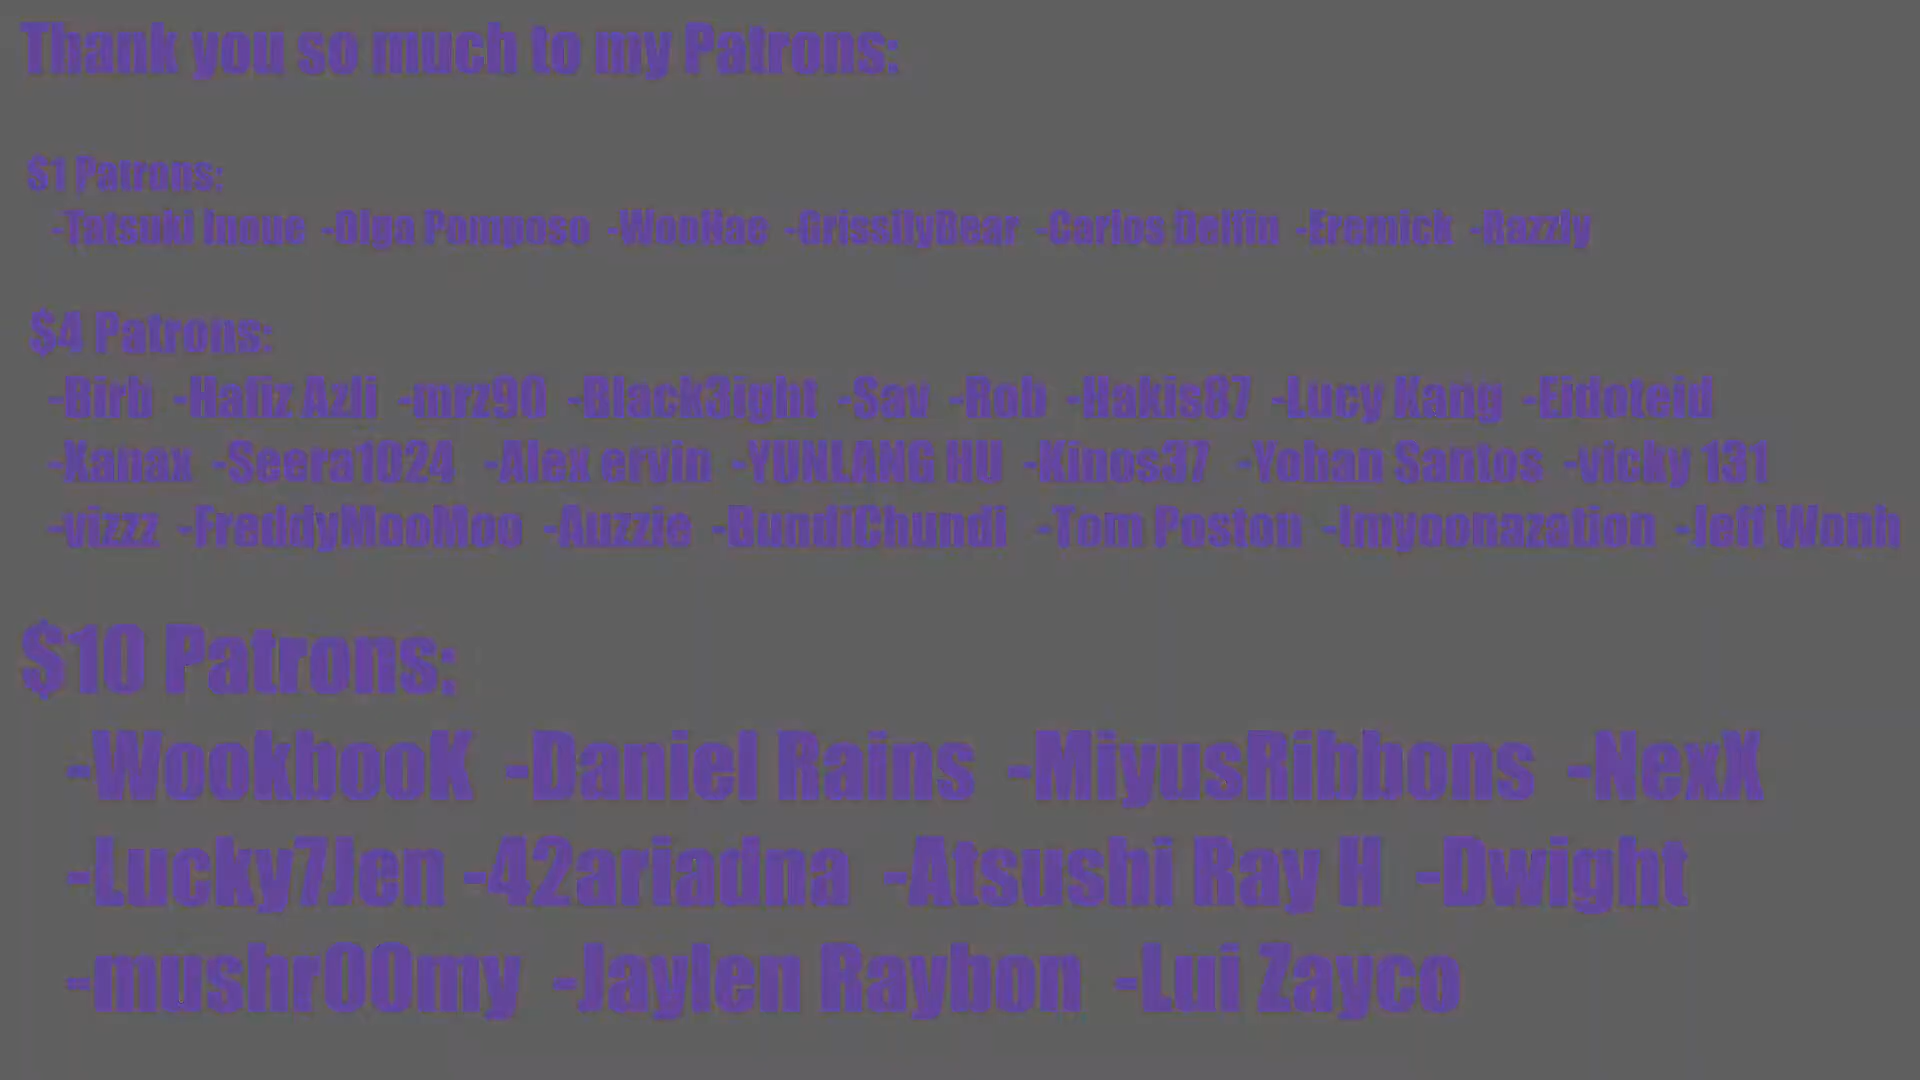 Thank you so much to my Patrons:
$1 Patrons:
-Tatsuki Inoue -Olga Pomposo -WooHae -GrissllyBear -Carlos Delfin -Eremick -Razzly
$4 Patrons:
-Birb -Hafiz Azli -mrz90 -Black3ight -Sav -Rob -Hakis87 -Lucy Kang -Eidoteid
-Xanax -Seera1024 -Alex ervin -YUNLANG HU -Kinos37 -Yohan Santos -vicky 131
-vizzz -FreddyMooMoo -Auzzie -BundiChundi -Tom Poston -Imyoonazation -Jeff Wonh
$10 Patrons:
-WookbooK -Daniel Rains -MiyusRibbons -NexX
-Lucky7Jen -42ariadna -Atsushi Ray H -Dwight
-mushr00my -Jaylen Raybon -Lui Zayco